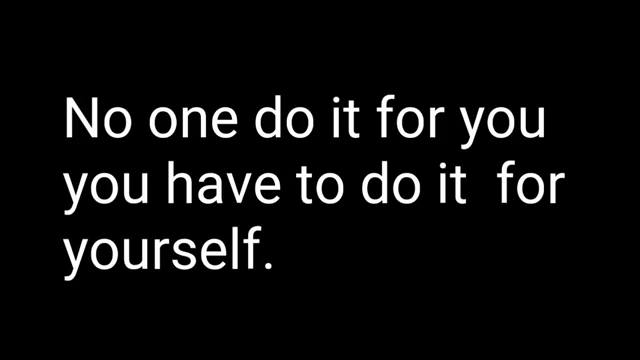 No one do it for you
you have to do it  for
yourself.